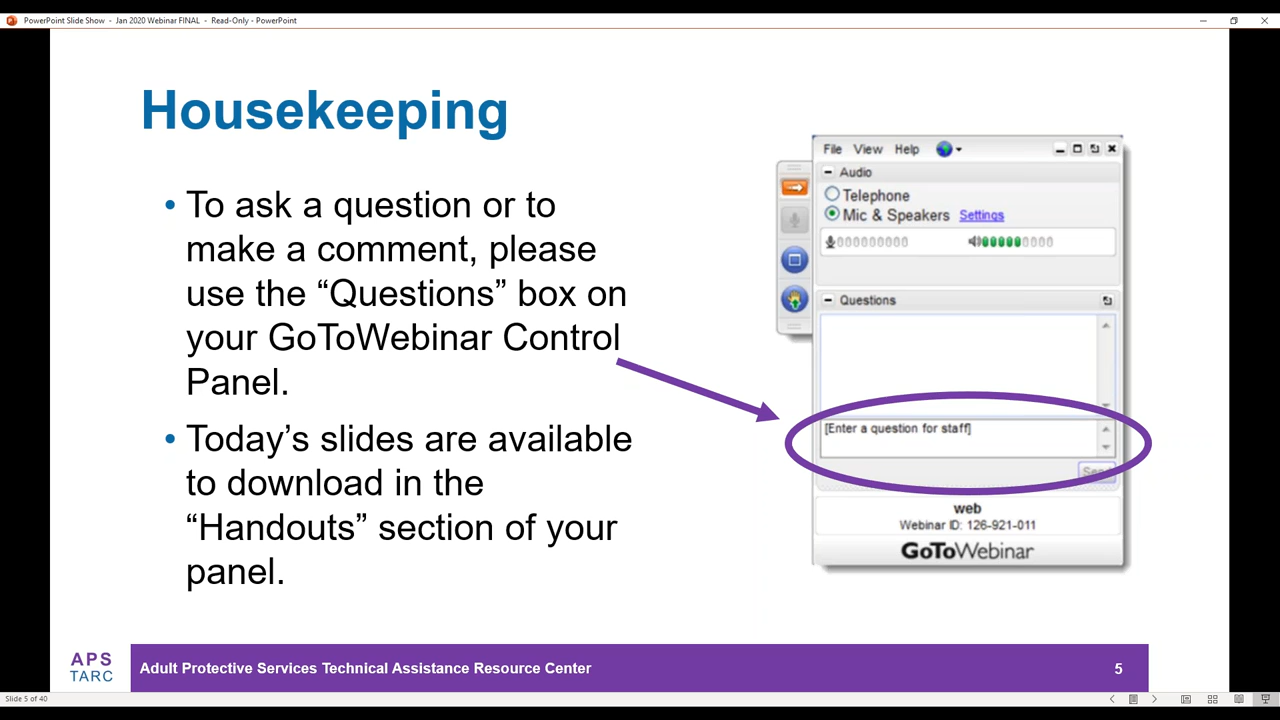 PowerPoint Slide Show - Jan 2020 Webinar FINAL - Read-Only - PowerPoint
Housekeeping
• To ask a question or to
make a comment, please
use the “Questions” box on
your GoToWebinar Control
Panel.
• Today’s slides are available
to download in the
“Handouts” section of your
panel.
File View Help
Audio
Telephone
Mic & Speakers Settings
Questions
[Enter a question for staff]
Send
web
Webinar ID: 126-921-011
GoToWebinar
APS
TARC
Adult Protective Services Technical Assistance Resource Center
5
Slide 5 of 40